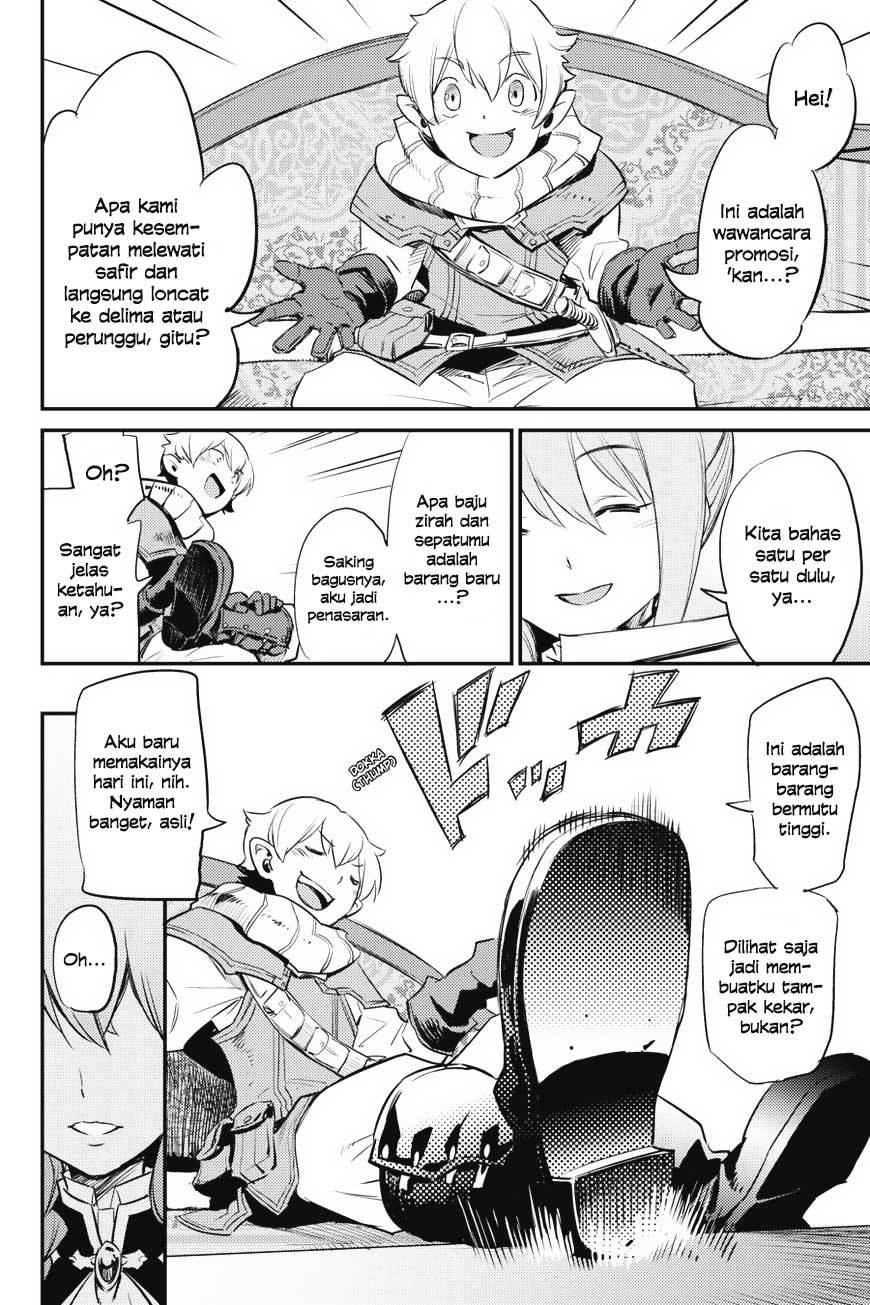 Hei!
Ini adalah
wawancara
promosi,
'kan...?
Apa kami
punya kesem-
patan melewati
safir dan
langsung loncat
ke delima atau
perunggu, gitu?
Kita bahas
satu per
satu dulu,
ya...
Apa baju
zirah dan
sepatumu
adalah
barang baru
...?
Saking
bagusnya,
aku jadi
penasaran.
Oh?
Sangat
jelas
ketahu-
an, ya?
Ini adalah
barang-
barang
bermutu
tinggi.
Dilihat saja
jadi mem-
buatku tam-
pak kekar,
bukan?
ドッカ
DOKKA
(THUMP)
Aku baru
memakainya
hari ini, nih.
Nyaman
banget, asli!
Oh...